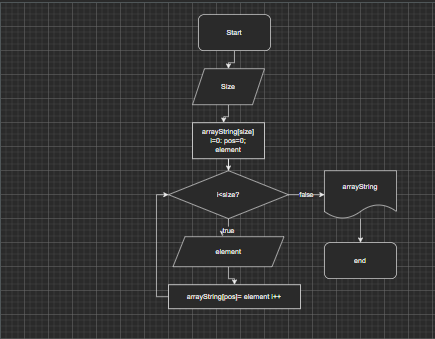 Start
Size
arrayString[size]
i=0; pos=0;
element
i<size?
false
arrayString
true
element
end
arrayString[pos]= element i++